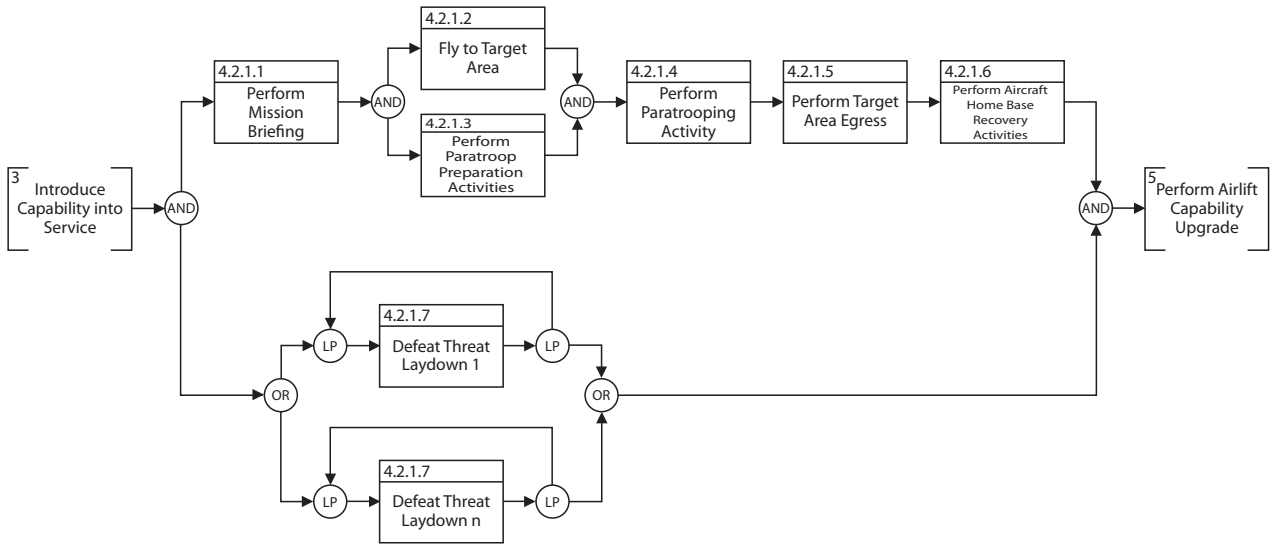 4.2.1.2
Fly to Target
Area
4.2.1.1
Perform
Mission
Briefing
AND
AND
4.2.1.4
Perform
Paratrooping
Activity
4.2.1.5
Perform Target
Area Egress
4.2.1.6
Perform Aircraft
Home Base
Recovery
Activities
4.2.1.3
Perform
Paratroop
Preparation
Activities
3
Introduce
Capability into
Service
AND
AND
5
Perform Airlift
Capability
Upgrade
4.2.1.7
LP
Defeat Threat
Laydown 1
LP
OR
OR
4.2.1.7
LP
Defeat Threat
Laydown n
LP